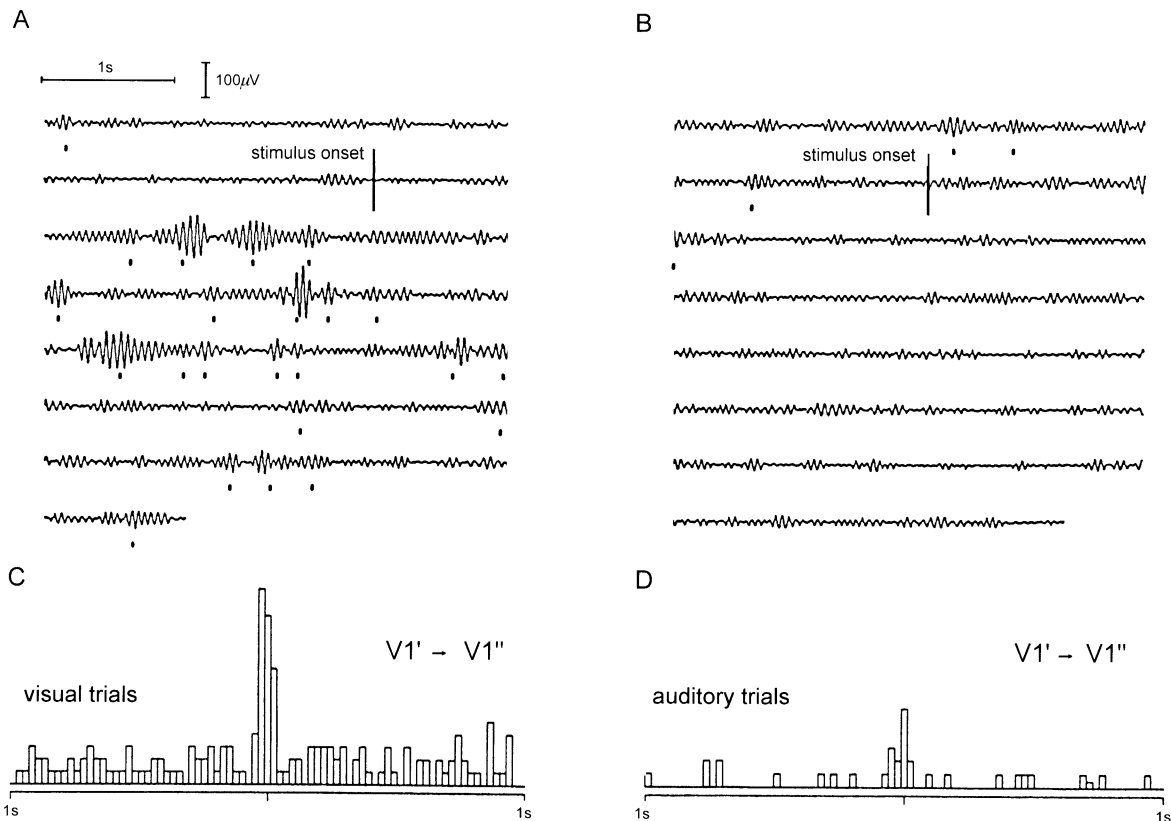 A
B
1s
100µV
stimulus onset
stimulus onset
C
D
V1' → V1"
V1' → V1"
visual trials
auditory trials
1s
1s
1s
1s